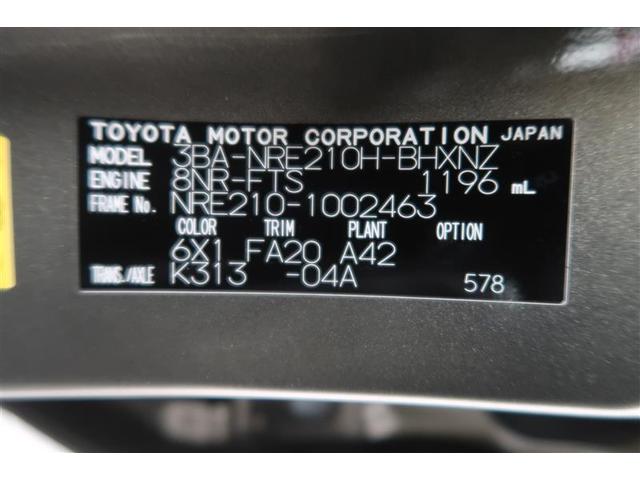 TOYOTA MOTOR CORPORATION JAPAN
MODEL 3BA-NRE210H-BHXNZ
ENGINE 8NR-FTS 1196 mL
FRAME No. NRE210-1002463
COLOR TRIM PLANT OPTION
6X1 FA20 A42
TRANS./AXLE K313 -04A 578